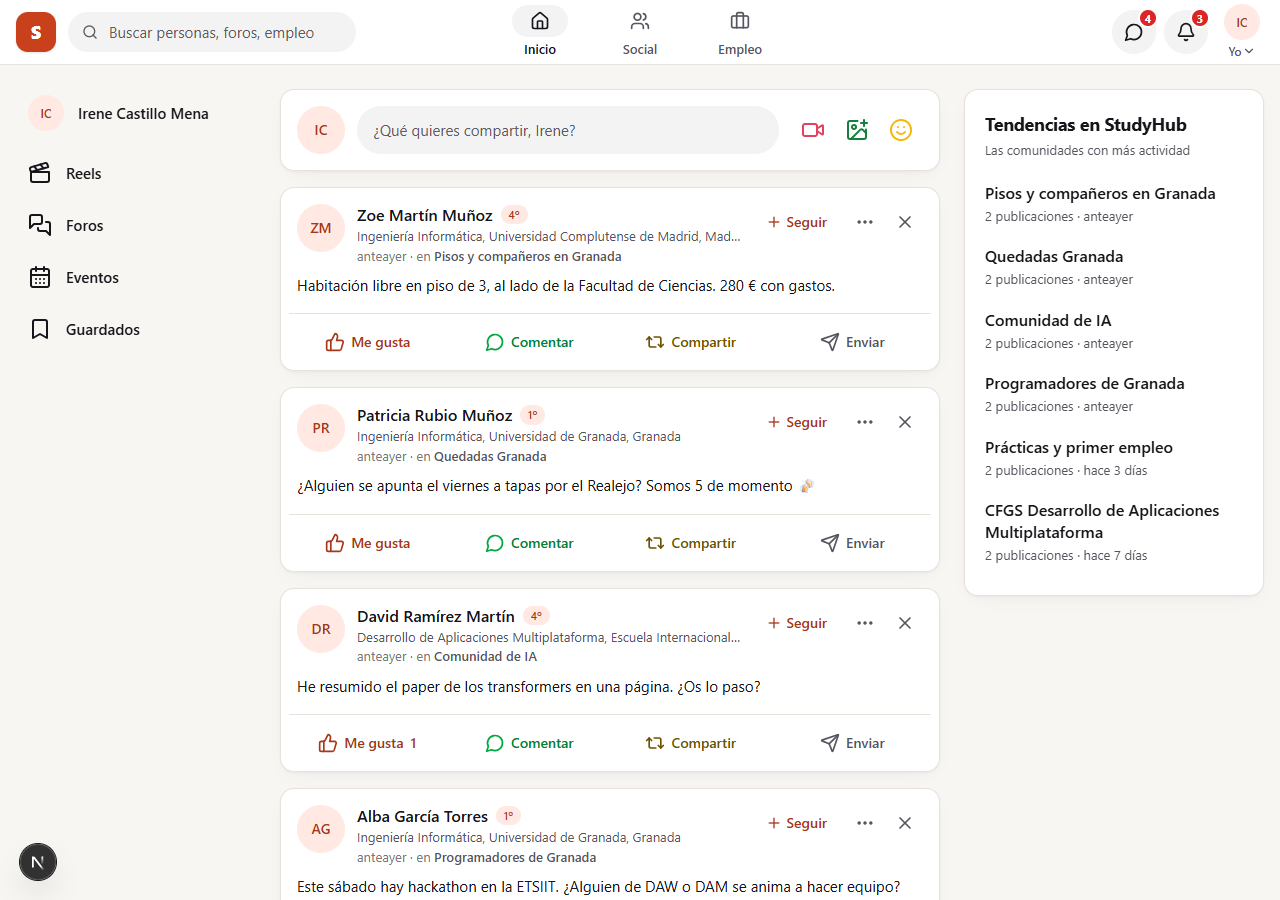 S
Buscar personas, foros, empleo
Inicio
Social
Empleo
4
3
IC
Yo
IC
Irene Castillo Mena
Reels
Foros
Eventos
Guardados
IC
¿Qué quieres compartir, Irene?
ZM
Zoe Martín Muñoz 4º
Ingeniería Informática, Universidad Complutense de Madrid, Mad...
anteayer · en Pisos y compañeros en Granada
+ Seguir
Habitación libre en piso de 3, al lado de la Facultad de Ciencias. 280 € con gastos.
Me gusta Comentar Compartir Enviar
PR
Patricia Rubio Muñoz 1º
Ingeniería Informática, Universidad de Granada, Granada
anteayer · en Quedadas Granada
+ Seguir
¿Alguien se apunta el viernes a tapas por el Realejo? Somos 5 de momento 🎉
Me gusta Comentar Compartir Enviar
DR
David Ramírez Martín 4º
Desarrollo de Aplicaciones Multiplataforma, Escuela Internacional...
anteayer · en Comunidad de IA
+ Seguir
He resumido el paper de los transformers en una página. ¿Os lo paso?
Me gusta 1 Comentar Compartir Enviar
AG
Alba García Torres 1º
Ingeniería Informática, Universidad de Granada, Granada
anteayer · en Programadores de Granada
+ Seguir
Este sábado hay hackathon en la ETSIIT. ¿Alguien de DAW o DAM se anima a hacer equipo?
Tendencias en StudyHub
Las comunidades con más actividad
Pisos y compañeros en Granada
2 publicaciones · anteayer
Quedadas Granada
2 publicaciones · anteayer
Comunidad de IA
2 publicaciones · anteayer
Programadores de Granada
2 publicaciones · anteayer
Prácticas y primer empleo
2 publicaciones · hace 3 días
CFGS Desarrollo de Aplicaciones
Multiplataforma
2 publicaciones · hace 7 días
N